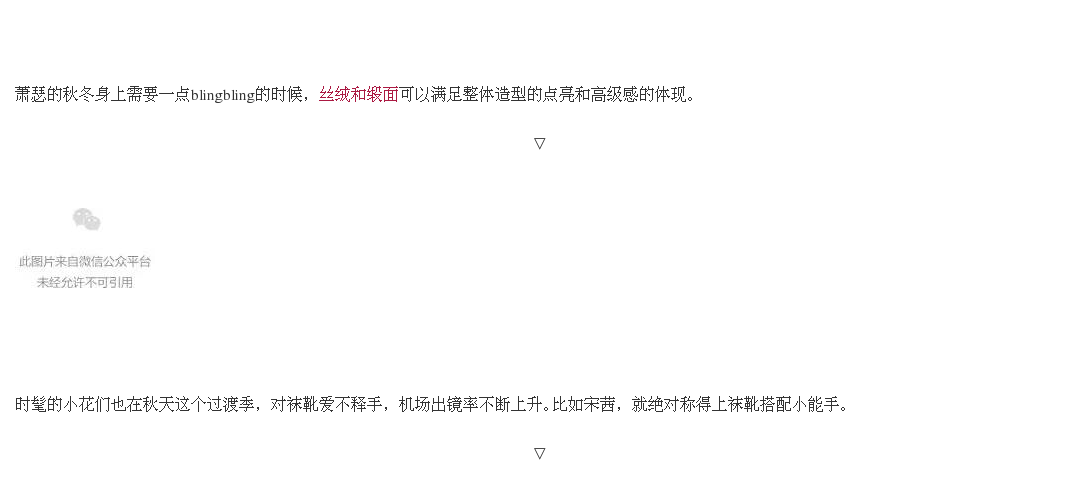 萧瑟的秋冬身上需要一点blingbling的时候，丝绒和缎面可以满足整体造型的点亮和高级感的体现。
▽
此图片来自微信公众平台
未经允许不可引用
时髦的小花们也在秋天这个过渡季，对袜靴爱不释手，机场出镜率不断上升。比如宋茜，就绝对称得上袜靴搭配小能手。
▽